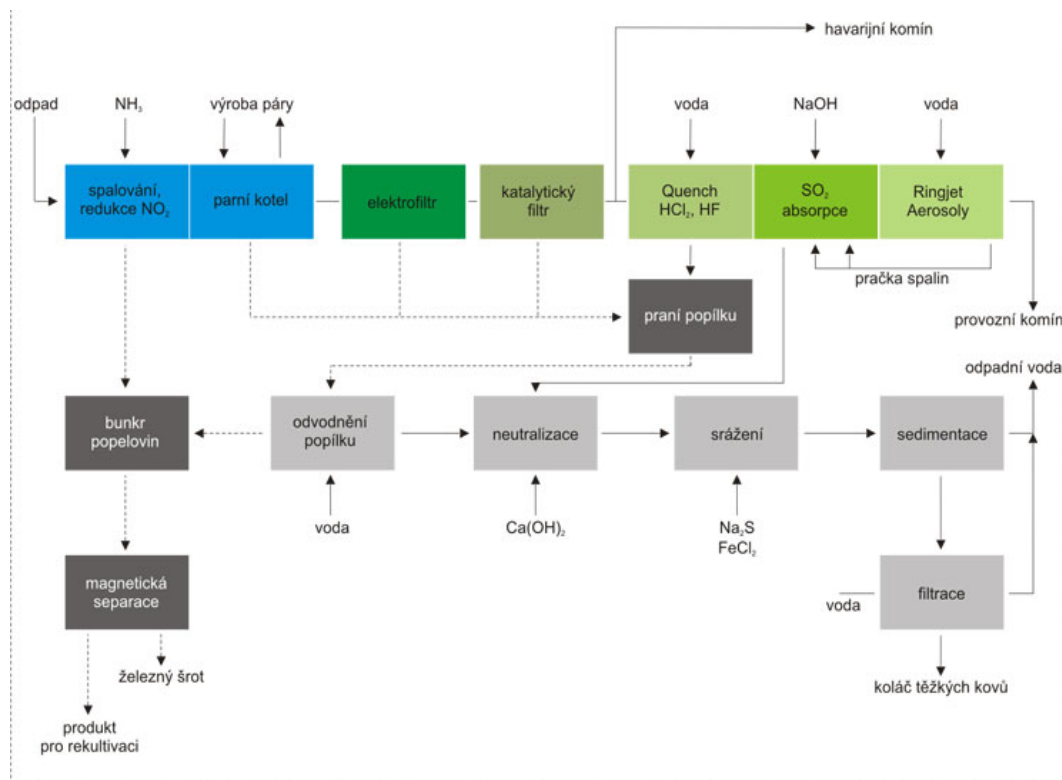 havarijní komín
odpad
NH₃
výroba páry
voda
NaOH
voda
spalování,
redukce NO₂
parní kotel
elektrofiltr
katalytický
filtr
Quench
HCl₂, HF
SO₂
absorpce
Ringjet
Aerosoly
pračka spalin
praní popílku
provozní komín
odpadní voda
bunkr
popelovin
odvodnění
popílku
neutralizace
srážení
sedimentace
voda
Ca(OH)₂
Na₂S
FeCl₂
magnetická
separace
voda
filtrace
železný šrot
koláč těžkých kovů
produkt
pro rekultivaci